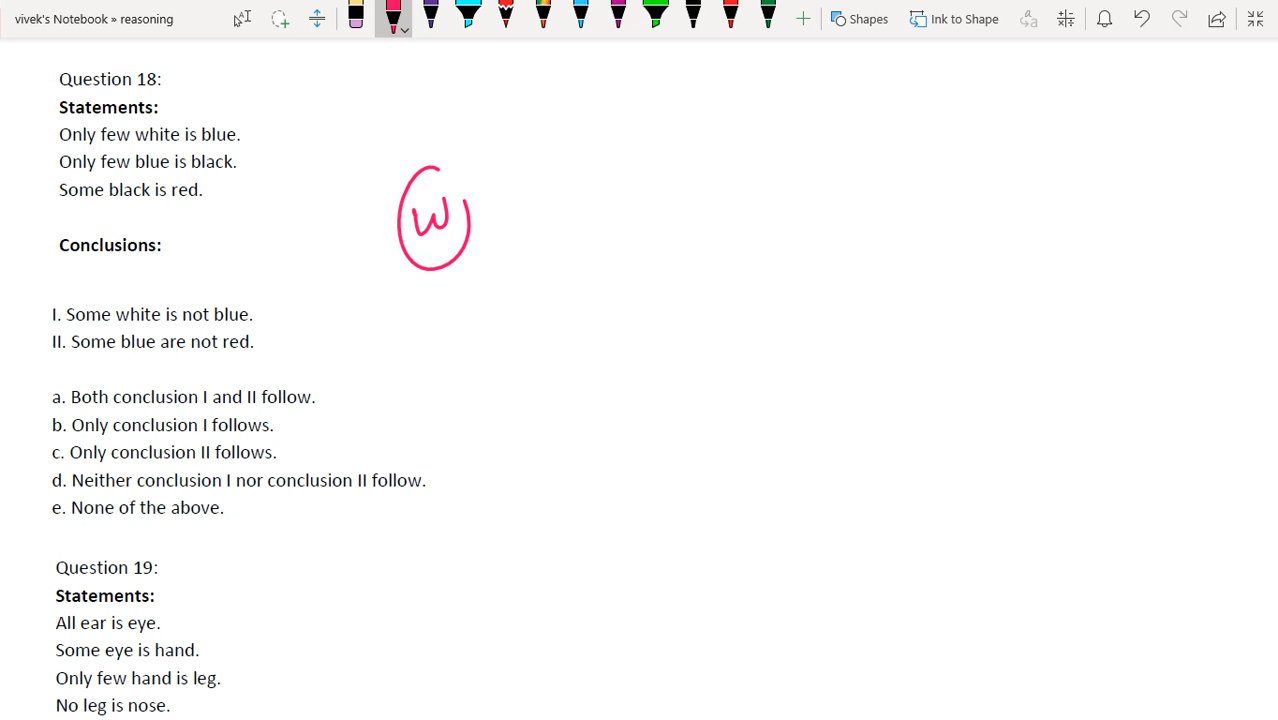 vivek's Notebook » reasoning
Shapes
Ink to Shape
Question 18:
Statements:
Only few white is blue.
Only few blue is black.
Some black is red.
W
Conclusions:
I. Some white is not blue.
II. Some blue are not red.
a. Both conclusion I and II follow.
b. Only conclusion I follows.
c. Only conclusion II follows.
d. Neither conclusion I nor conclusion II follow.
e. None of the above.
Question 19:
Statements:
All ear is eye.
Some eye is hand.
Only few hand is leg.
No leg is nose.